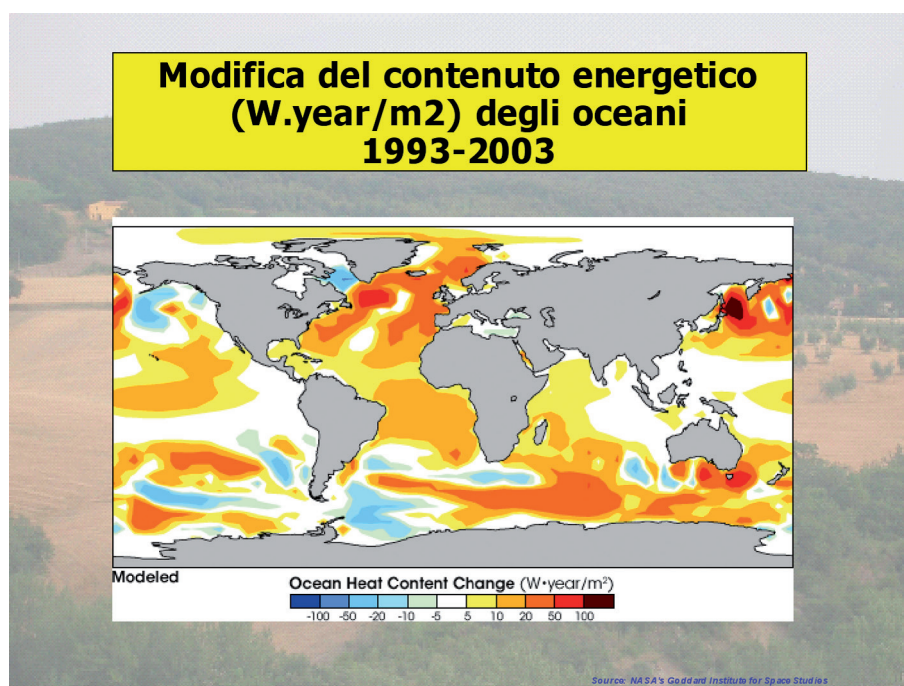 Modifica del contenuto energetico
(W.year/m2) degli oceani
1993-2003
Modeled
Ocean Heat Content Change (W•year/m²)
-100 -50 -20 -10 -5 5 10 20 50 100
Source: NASA's Goddard Institute for Space Studies